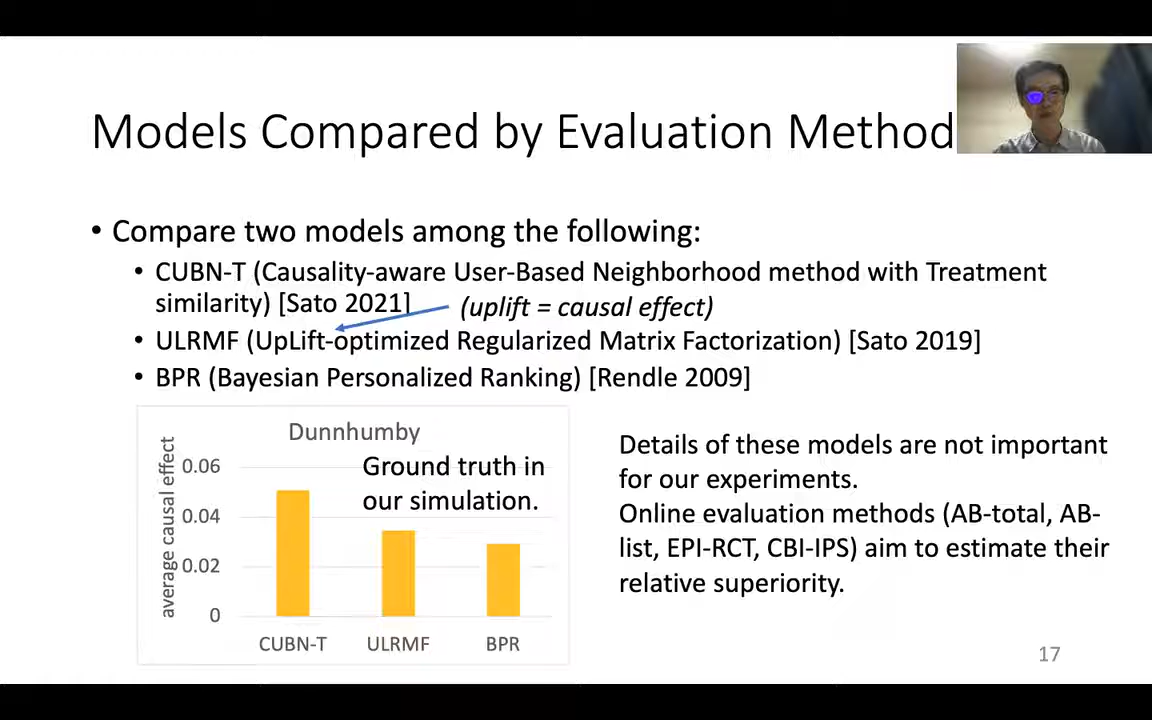 Models Compared by Evaluation Method
• Compare two models among the following:
• CUBN-T (Causality-aware User-Based Neighborhood method with Treatment
similarity) [Sato 2021]
(uplift = causal effect)
• ULRMF (UpLift-optimized Regularized Matrix Factorization) [Sato 2019]
• BPR (Bayesian Personalized Ranking) [Rendle 2009]
Dunnhumby
Ground truth in
our simulation.
average causal effect
0.06
0.04
0.02
0
CUBN-T
ULRMF
BPR
Details of these models are not important
for our experiments.
Online evaluation methods (AB-total, AB-
list, EPI-RCT, CBI-IPS) aim to estimate their
relative superiority.
17